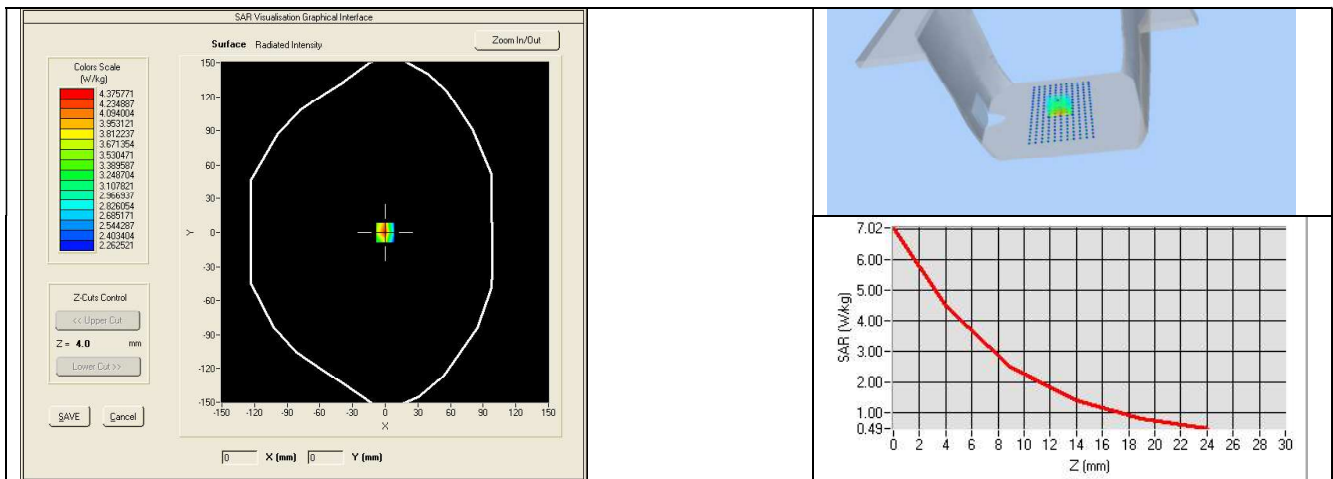 SAR Visualisation Graphical Interface
Surface Radiated Intensity
Zoom In/Out
Colors Scale
(W/kg)
4.375771
4.234887
4.094004
3.953121
3.812237
3.671354
3.530471
3.389587
3.248704
3.107821
2.966937
2.826054
2.685171
2.544287
2.403404
2.262521
Z-Cuts Control
<< Upper Cut
Z = 4.0 mm
Lower Cut >>
SAVE Cancel
150
120
90
60
30
0
-30
-60
-90
-120
-150
Y
-150 -120 -90 -60 -30 0 30 60 90 120 150
X
0 X (mm) 0 Y (mm)
7.02
6.00
5.00
4.00
3.00
2.00
1.00
0.49
SAR (W/kg)
0 2 4 6 8 10 12 14 16 18 20 22 24 26 28 30
Z (mm)